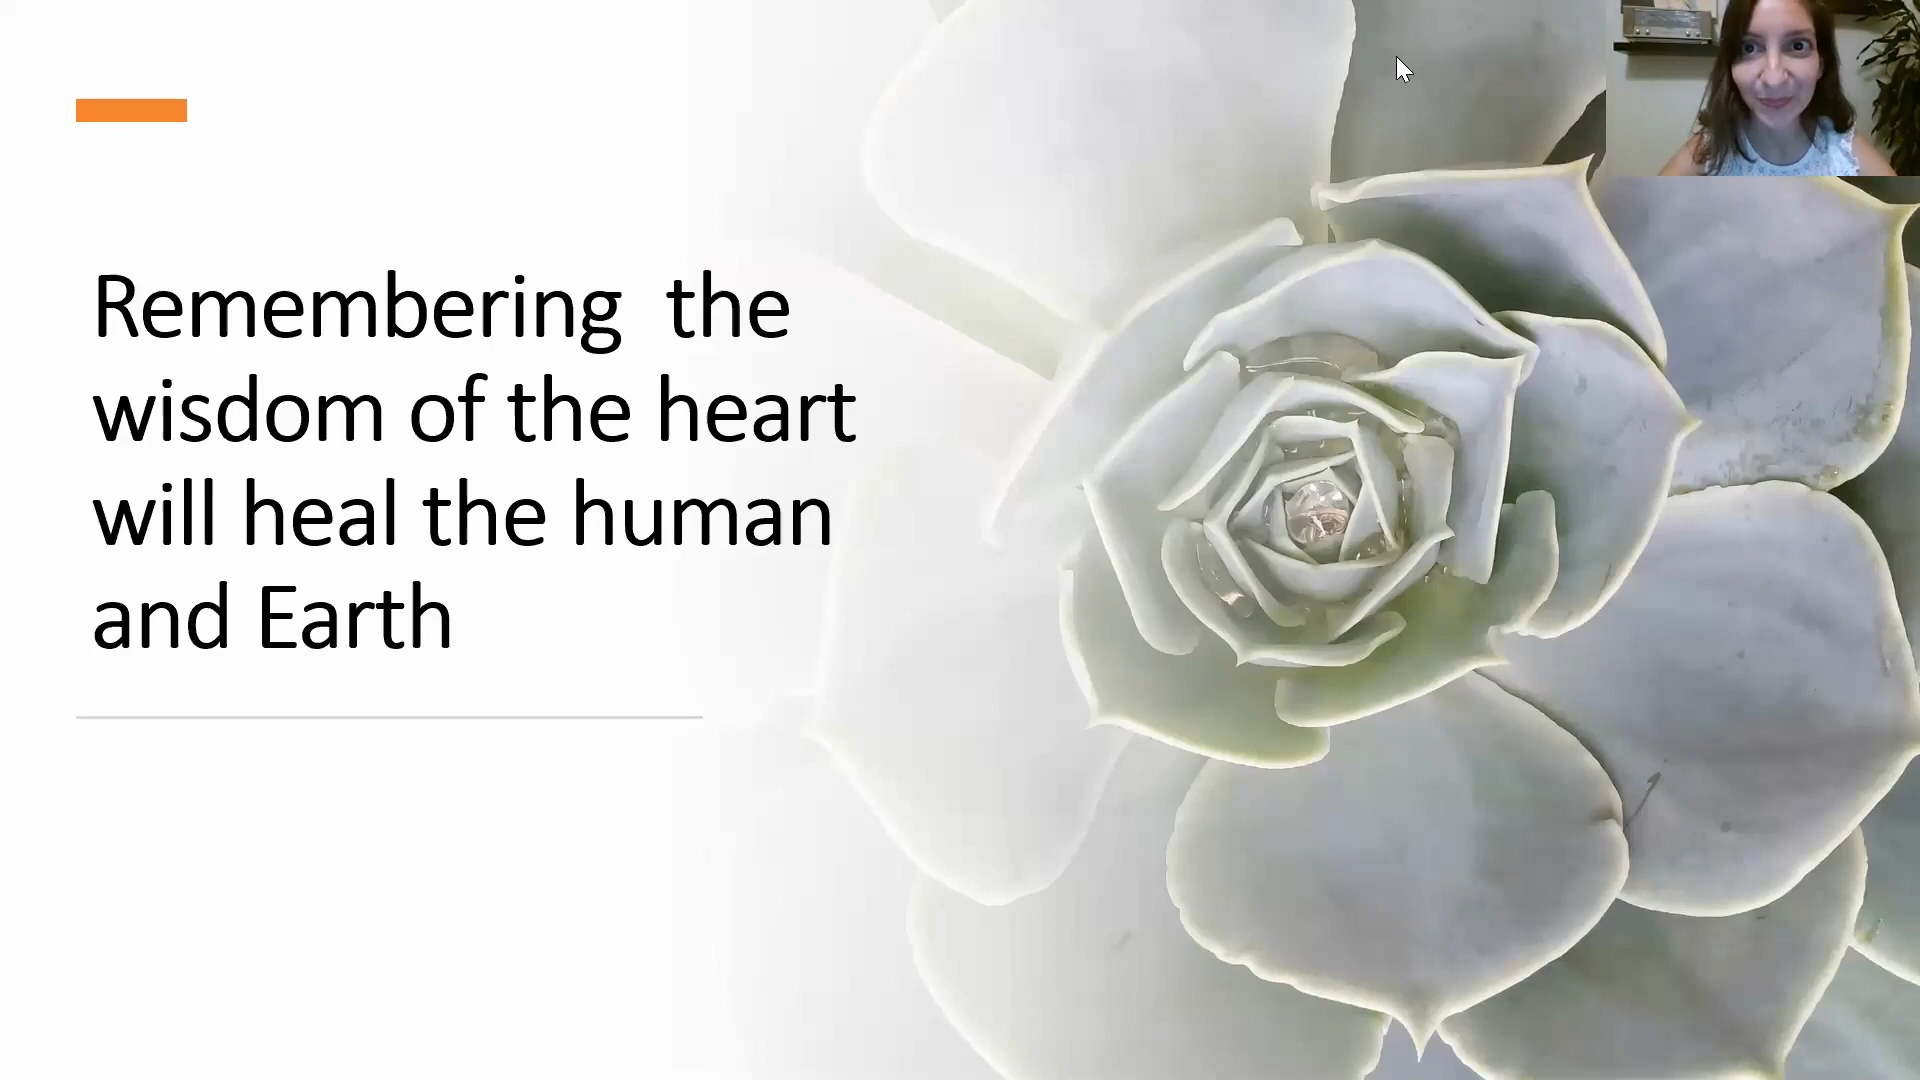 Remembering  the
wisdom of the heart
will heal the human
and Earth